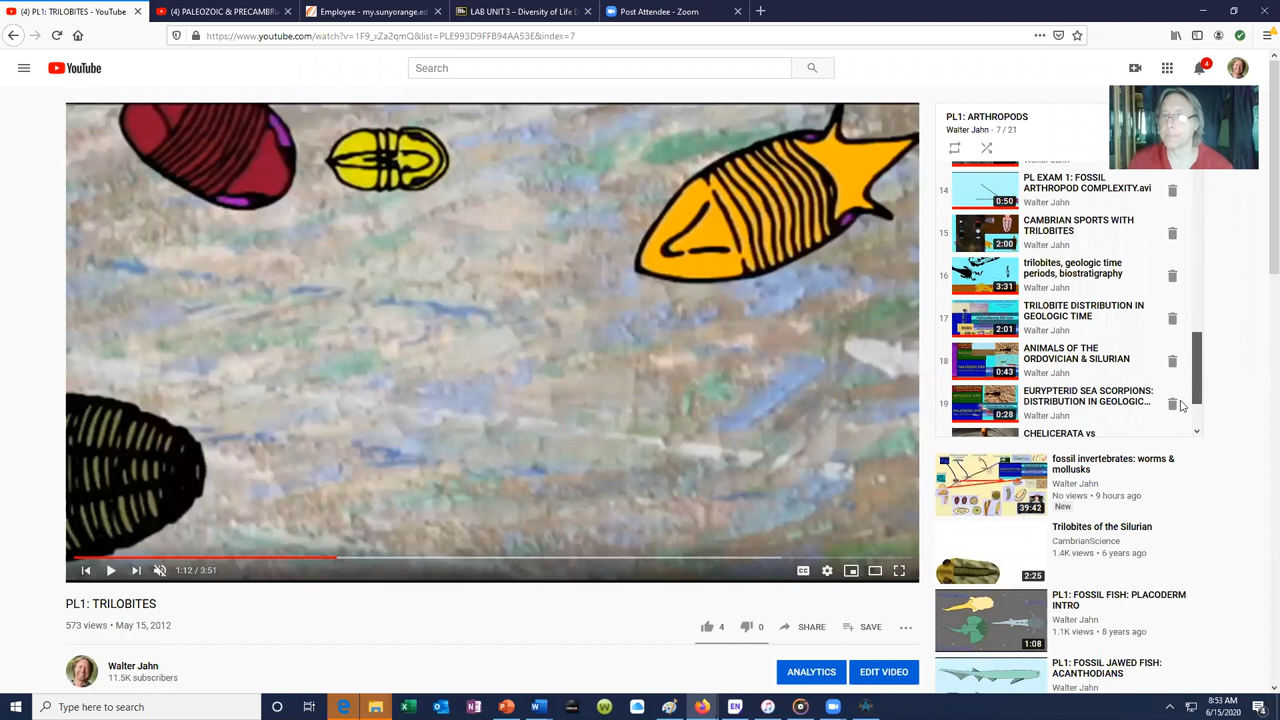 (4) PL1: TRILOBITES - YouTube
(4) PALEOZOIC & PRECAMBRI
Employee - my.sunyorange.ed
LAB UNIT 3 – Diversity of Life D
Post Attendee - Zoom
https://www.youtube.com/watch?v=1F9_xZa2qmQ&list=PLE993D9FFB94AA53E&index=7
YouTube
Search
4
PL1: ARTHROPODS
Walter Jahn - 7 / 21
Walter Jahn
14
PL EXAM 1: FOSSIL
ARTHROPOD COMPLEXITY.avi
0:50
Walter Jahn
15
CAMBRIAN SPORTS WITH
TRILOBITES
2:00
Walter Jahn
16
trilobites, geologic time
periods, biostratigraphy
3:31
Walter Jahn
17
TRILOBITE DISTRIBUTION IN
GEOLOGIC TIME
2:01
Walter Jahn
18
ANIMALS OF THE
ORDOVICIAN & SILURIAN
0:43
Walter Jahn
19
EURYPTERID SEA SCORPIONS:
DISTRIBUTION IN GEOLOGIC...
0:28
Walter Jahn
CHELICERATA vs
fossil invertebrates: worms &
mollusks
Walter Jahn
No views • 9 hours ago
New
39:42
Trilobites of the Silurian
CambrianScience
1.4K views • 6 years ago
2:25
PL1: FOSSIL FISH: PLACODERM
INTRO
Walter Jahn
1.1K views • 8 years ago
1:08
PL1: FOSSIL JAWED FISH:
ACANTHODIANS
Walter Jahn
1:12 / 3:51
CC
PL1: TRILOBITES
573 views • May 15, 2012
4
0
SHARE
SAVE
Walter Jahn
11.5K subscribers
ANALYTICS
EDIT VIDEO
Type here to search
EN
8:53 AM
6/15/2020